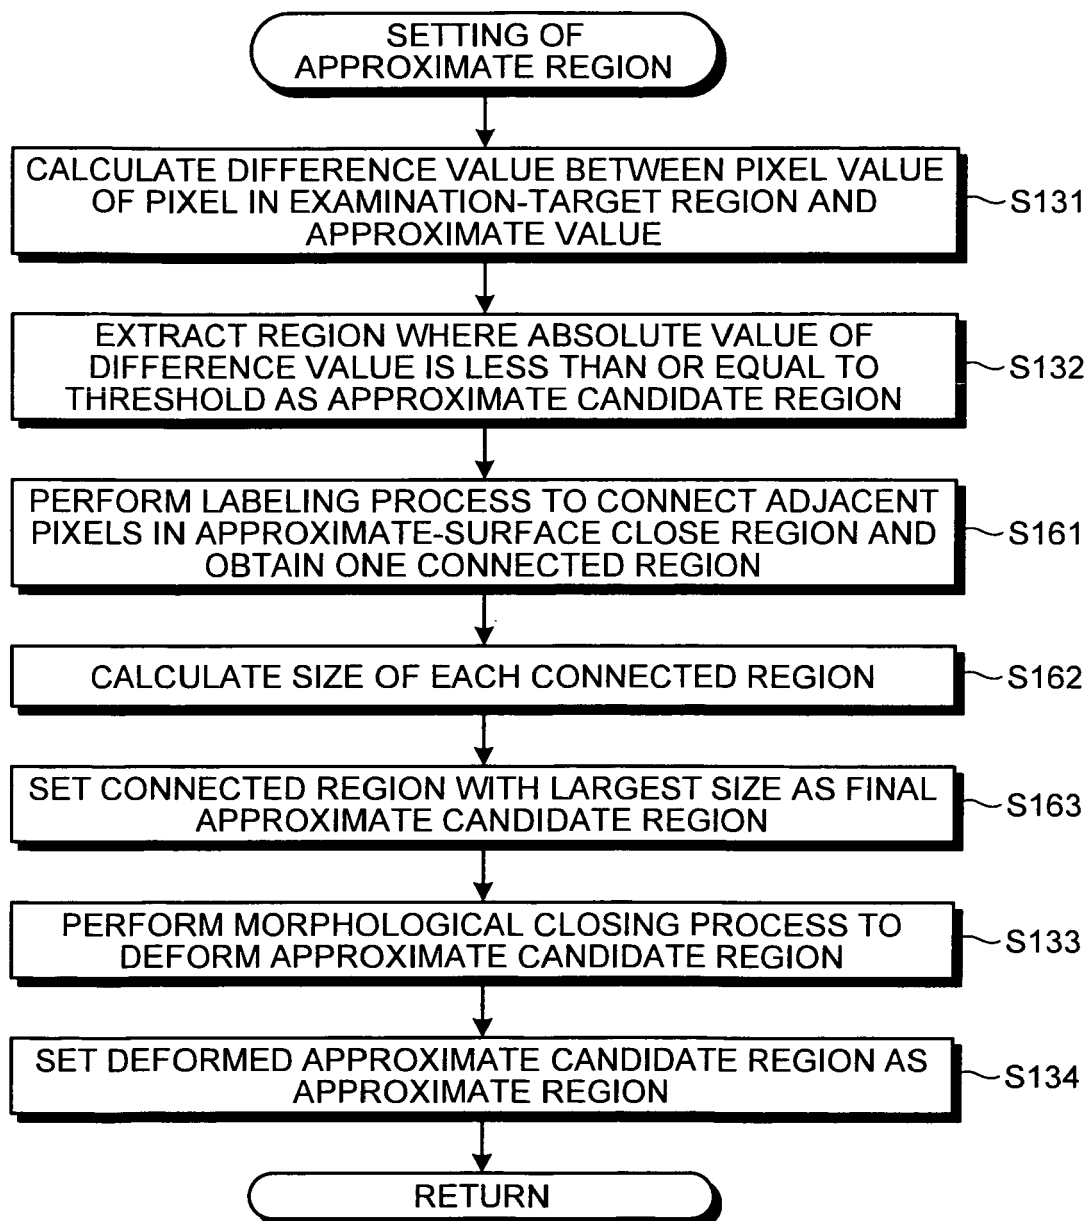 SETTING OF
APPROXIMATE REGION
CALCULATE DIFFERENCE VALUE BETWEEN PIXEL VALUE
OF PIXEL IN EXAMINATION-TARGET REGION AND
APPROXIMATE VALUE
S131
EXTRACT REGION WHERE ABSOLUTE VALUE OF
DIFFERENCE VALUE IS LESS THAN OR EQUAL TO
THRESHOLD AS APPROXIMATE CANDIDATE REGION
S132
PERFORM LABELING PROCESS TO CONNECT ADJACENT
PIXELS IN APPROXIMATE-SURFACE CLOSE REGION AND
OBTAIN ONE CONNECTED REGION
S161
CALCULATE SIZE OF EACH CONNECTED REGION
S162
SET CONNECTED REGION WITH LARGEST SIZE AS FINAL
APPROXIMATE CANDIDATE REGION
S163
PERFORM MORPHOLOGICAL CLOSING PROCESS TO
DEFORM APPROXIMATE CANDIDATE REGION
S133
SET DEFORMED APPROXIMATE CANDIDATE REGION AS
APPROXIMATE REGION
S134
RETURN